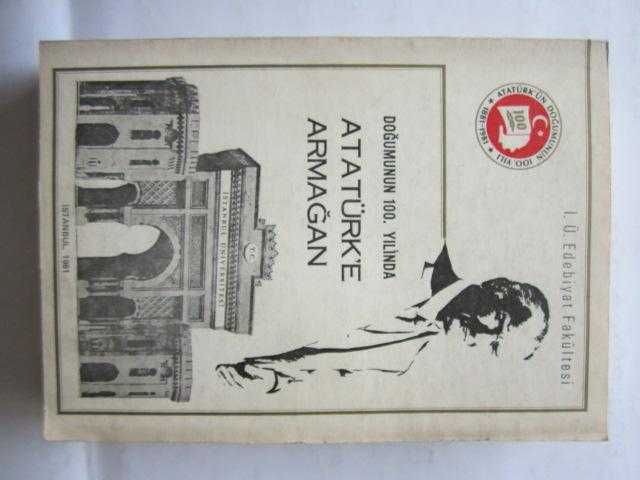 İ. Ü. Edebiyat Fakültesi
ATATÜRK'ÜN DOĞUMUNUN 100. YILI
1881-1981
100
DOĞUMUNUN 100. YILINDA
ATATÜRK'E
ARMAĞAN
T.C.
İSTANBUL ÜNİVERSİTESİ
İSTANBUL, 1981